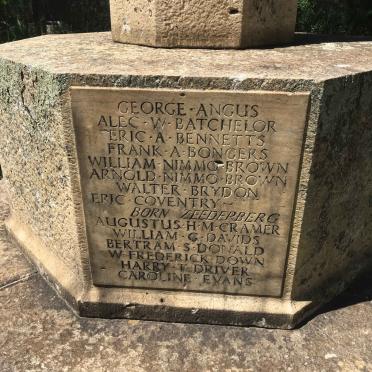 GEORGE · ANGUS
ALEC · W · BATCHELOR
ERIC · A · BENNETTS
FRANK · A · BONGERS
WILLIAM · NIMMO · BROWN
ARNOLD · NIMMO · BROWN
WALTER · BRYDON
ERIC · COVENTRY ~
BORN ZEEDERBERG
AUGUSTUS · H · M · CRAMER
WILLIAM · G · DAVIDS
BERTRAM · S · DONALD
W · FREDERICK · DOWN
HARRY · T · DRIVER
CAROLINE · EVANS